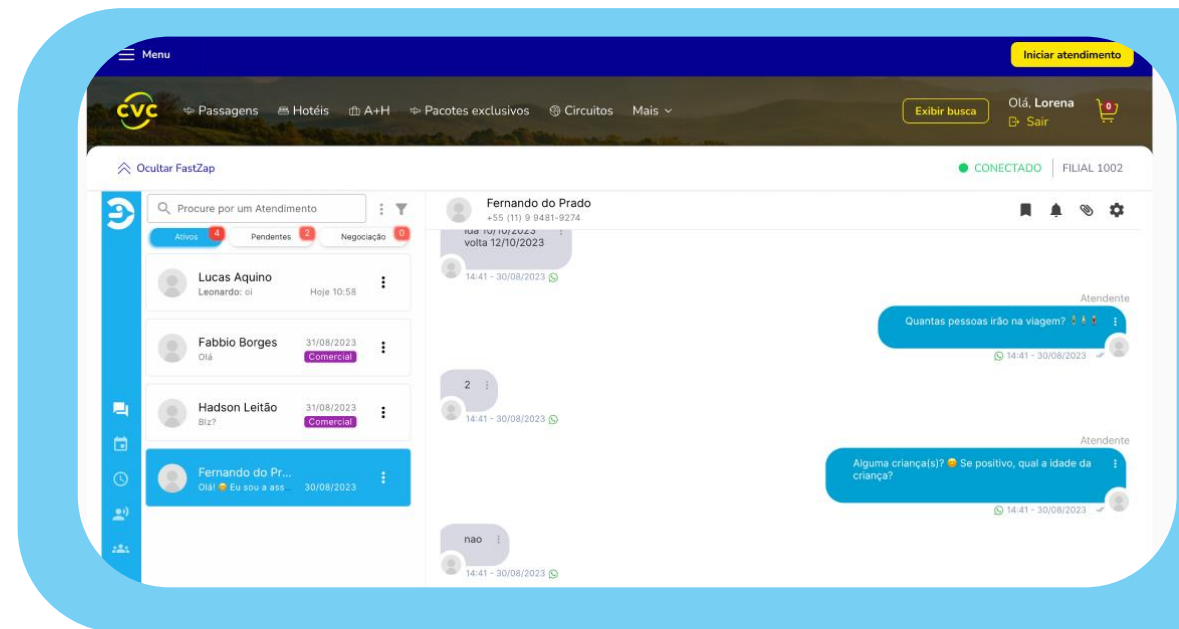 Menu
Iniciar atendimento
CVC
Passagens
Hotéis
A+H
Pacotes exclusivos
Circuitos
Mais
Exibir busca
Olá, Lorena
Sair
0
Ocultar FastZap
CONECTADO
FILIAL 1002
Procure por um Atendimento
Ativos 4
Pendentes 2
Negociação 0
Lucas Aquino
Leonardo: oi
Hoje 10:58
Fabbio Borges
31/08/2023
Olá
Comercial
Hadson Leitão
31/08/2023
Blz?
Comercial
Fernando do Pr...
Olá! 😊 Eu sou a ass...
30/08/2023
Fernando do Prado
+55 (11) 9 9481-9274
ida 10/10/2023
volta 12/10/2023
14:41 - 30/08/2023
Atendente
Quantas pessoas irão na viagem?
14:41 - 30/08/2023
2
14:41 - 30/08/2023
Atendente
Alguma criança(s)? 😊 Se positivo, qual a idade da
criança?
14:41 - 30/08/2023
nao
14:41 - 30/08/2023